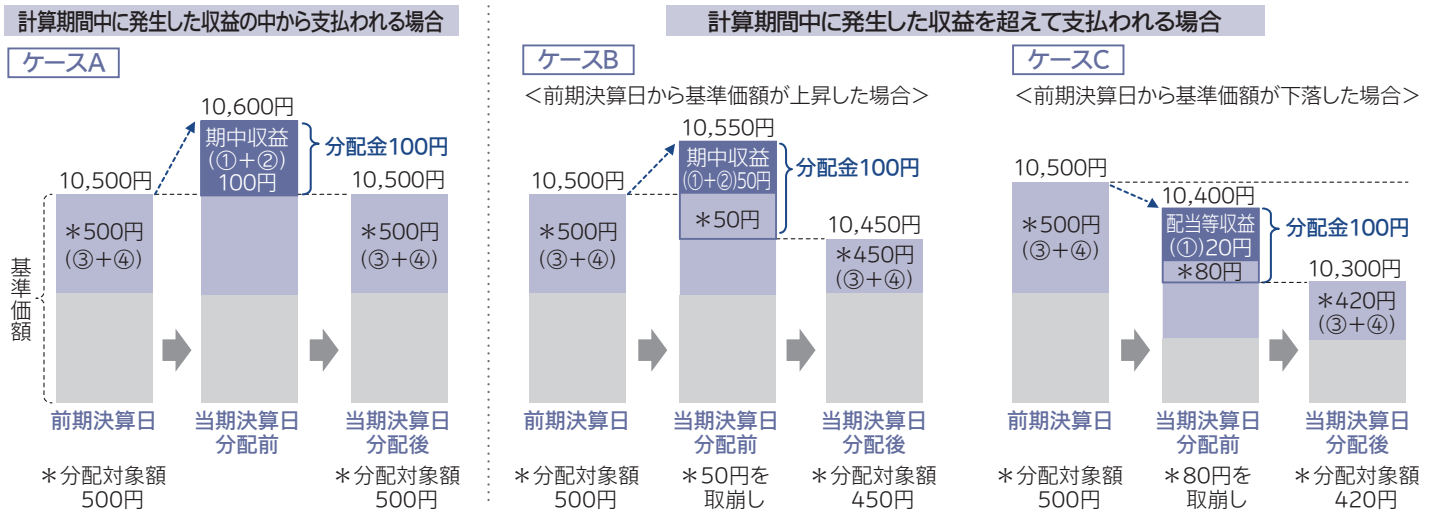 計算期間中に発生した収益の中から支払われる場合
ケースA
10,600円
期中収益
(①+②)
100円
分配金100円
10,500円
10,500円
＊500円
(③+④)
＊500円
(③+④)
基準価額
前期決算日
当期決算日
分配前
当期決算日
分配後
＊分配対象額
500円
＊分配対象額
500円
計算期間中に発生した収益を超えて支払われる場合
ケースB
＜前期決算日から基準価額が上昇した場合＞
10,550円
期中収益
(①+②)50円
分配金100円
10,500円
＊50円
10,450円
＊500円
(③+④)
＊450円
(③+④)
前期決算日
当期決算日
分配前
当期決算日
分配後
＊分配対象額
500円
＊50円を
取崩し
＊分配対象額
450円
ケースC
＜前期決算日から基準価額が下落した場合＞
10,500円
10,400円
配当等収益
(①)20円
分配金100円
＊500円
(③+④)
＊80円
10,300円
＊420円
(③+④)
前期決算日
当期決算日
分配前
当期決算日
分配後
＊分配対象額
500円
＊80円を
取崩し
＊分配対象額
420円